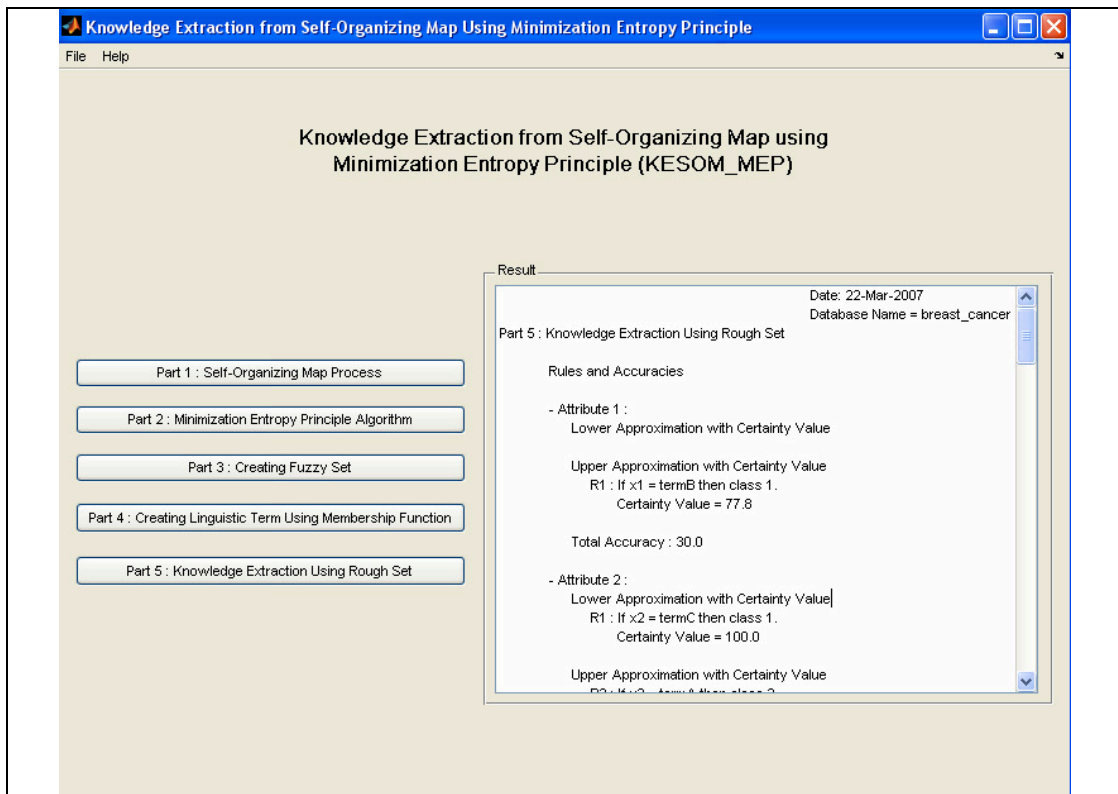 Knowledge Extraction from Self-Organizing Map Using Minimization Entropy Principle
File Help
Knowledge Extraction from Self-Organizing Map using
Minimization Entropy Principle (KESOM_MEP)
Part 1 : Self-Organizing Map Process
Part 2 : Minimization Entropy Principle Algorithm
Part 3 : Creating Fuzzy Set
Part 4 : Creating Linguistic Term Using Membership Function
Part 5 : Knowledge Extraction Using Rough Set
Result
Date: 22-Mar-2007
Database Name = breast_cancer
Part 5 : Knowledge Extraction Using Rough Set
Rules and Accuracies
- Attribute 1 :
Lower Approximation with Certainty Value
Upper Approximation with Certainty Value
R1 : If x1 = termB then class 1.
Certainty Value = 77.8
Total Accuracy : 30.0
- Attribute 2 :
Lower Approximation with Certainty Value
R1 : If x2 = termC then class 1.
Certainty Value = 100.0
Upper Approximation with Certainty Value